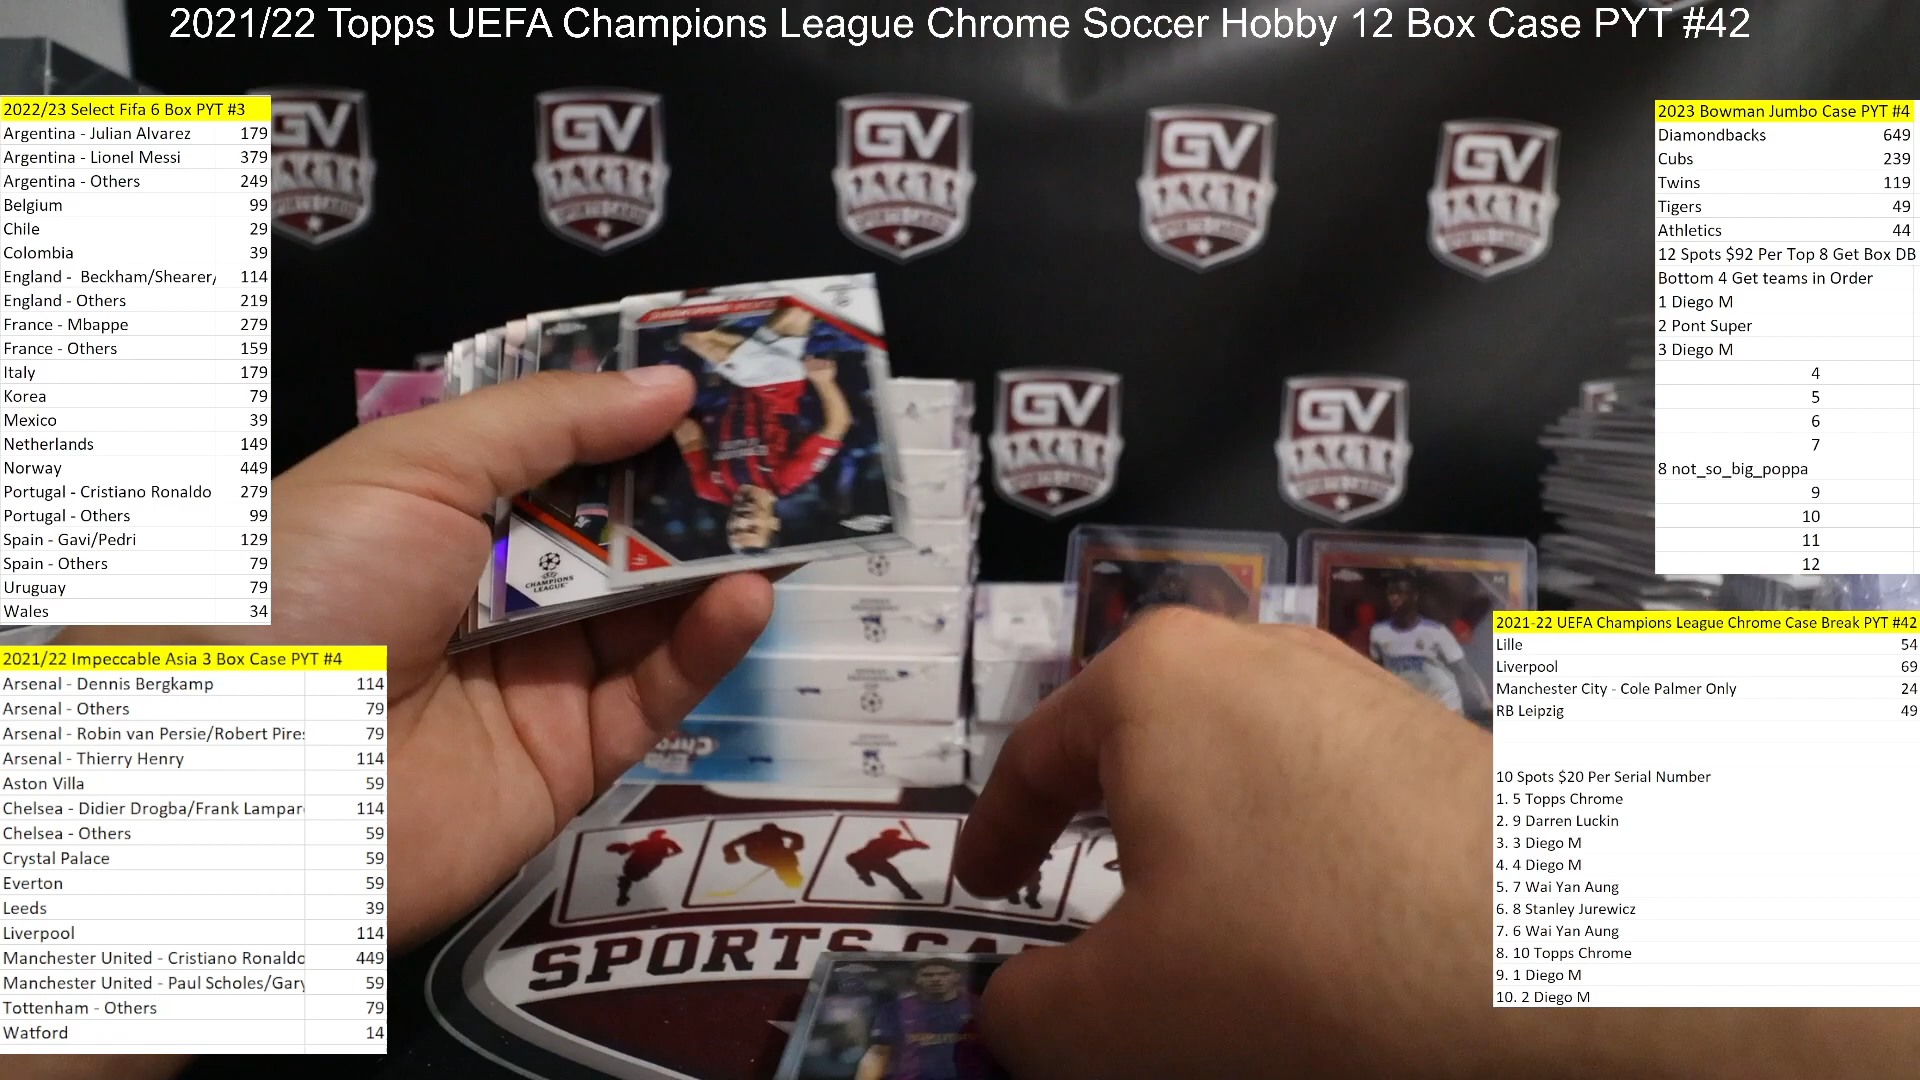 2021/22 Topps UEFA Champions League Chrome Soccer Hobby 12 Box Case PYT #42
2022/23 Select Fifa 6 Box PYT #3
Argentina - Julian Alvarez 179
Argentina - Lionel Messi 379
Argentina - Others 249
Belgium 99
Chile 29
Colombia 39
England - Beckham/Shearer/ 114
England - Others 219
France - Mbappe 279
France - Others 159
Italy 179
Korea 79
Mexico 39
Netherlands 149
Norway 449
Portugal - Cristiano Ronaldo 279
Portugal - Others 99
Spain - Gavi/Pedri 129
Spain - Others 79
Uruguay 79
Wales 34
2021/22 Impeccable Asia 3 Box Case PYT #4
Arsenal - Dennis Bergkamp 114
Arsenal - Others 79
Arsenal - Robin van Persie/Robert Pires 79
Arsenal - Thierry Henry 114
Aston Villa 59
Chelsea - Didier Drogba/Frank Lampar 114
Chelsea - Others 59
Crystal Palace 59
Everton 59
Leeds 39
Liverpool 114
Manchester United - Cristiano Ronaldo 449
Manchester United - Paul Scholes/Gary 59
Tottenham - Others 79
Watford 14
2023 Bowman Jumbo Case PYT #4
Diamondbacks 649
Cubs 239
Twins 119
Tigers 49
Athletics 44
12 Spots $92 Per Top 8 Get Box DB
Bottom 4 Get teams in Order
1 Diego M
2 Pont Super
3 Diego M
4
5
6
7
8 not_so_big_poppa
9
10
11
12
2021-22 UEFA Champions League Chrome Case Break PYT #42
Lille 54
Liverpool 69
Manchester City - Cole Palmer Only 24
RB Leipzig 49
10 Spots $20 Per Serial Number
1. 5 Topps Chrome
2. 9 Darren Luckin
3. 3 Diego M
4. 4 Diego M
5. 7 Wai Yan Aung
6. 8 Stanley Jurewicz
7. 6 Wai Yan Aung
8. 10 Topps Chrome
9. 1 Diego M
10. 2 Diego M
GV
GV
GV
GV
GV
GV
GV
CHAMPIONS
LEAGUE
SPORTS CA